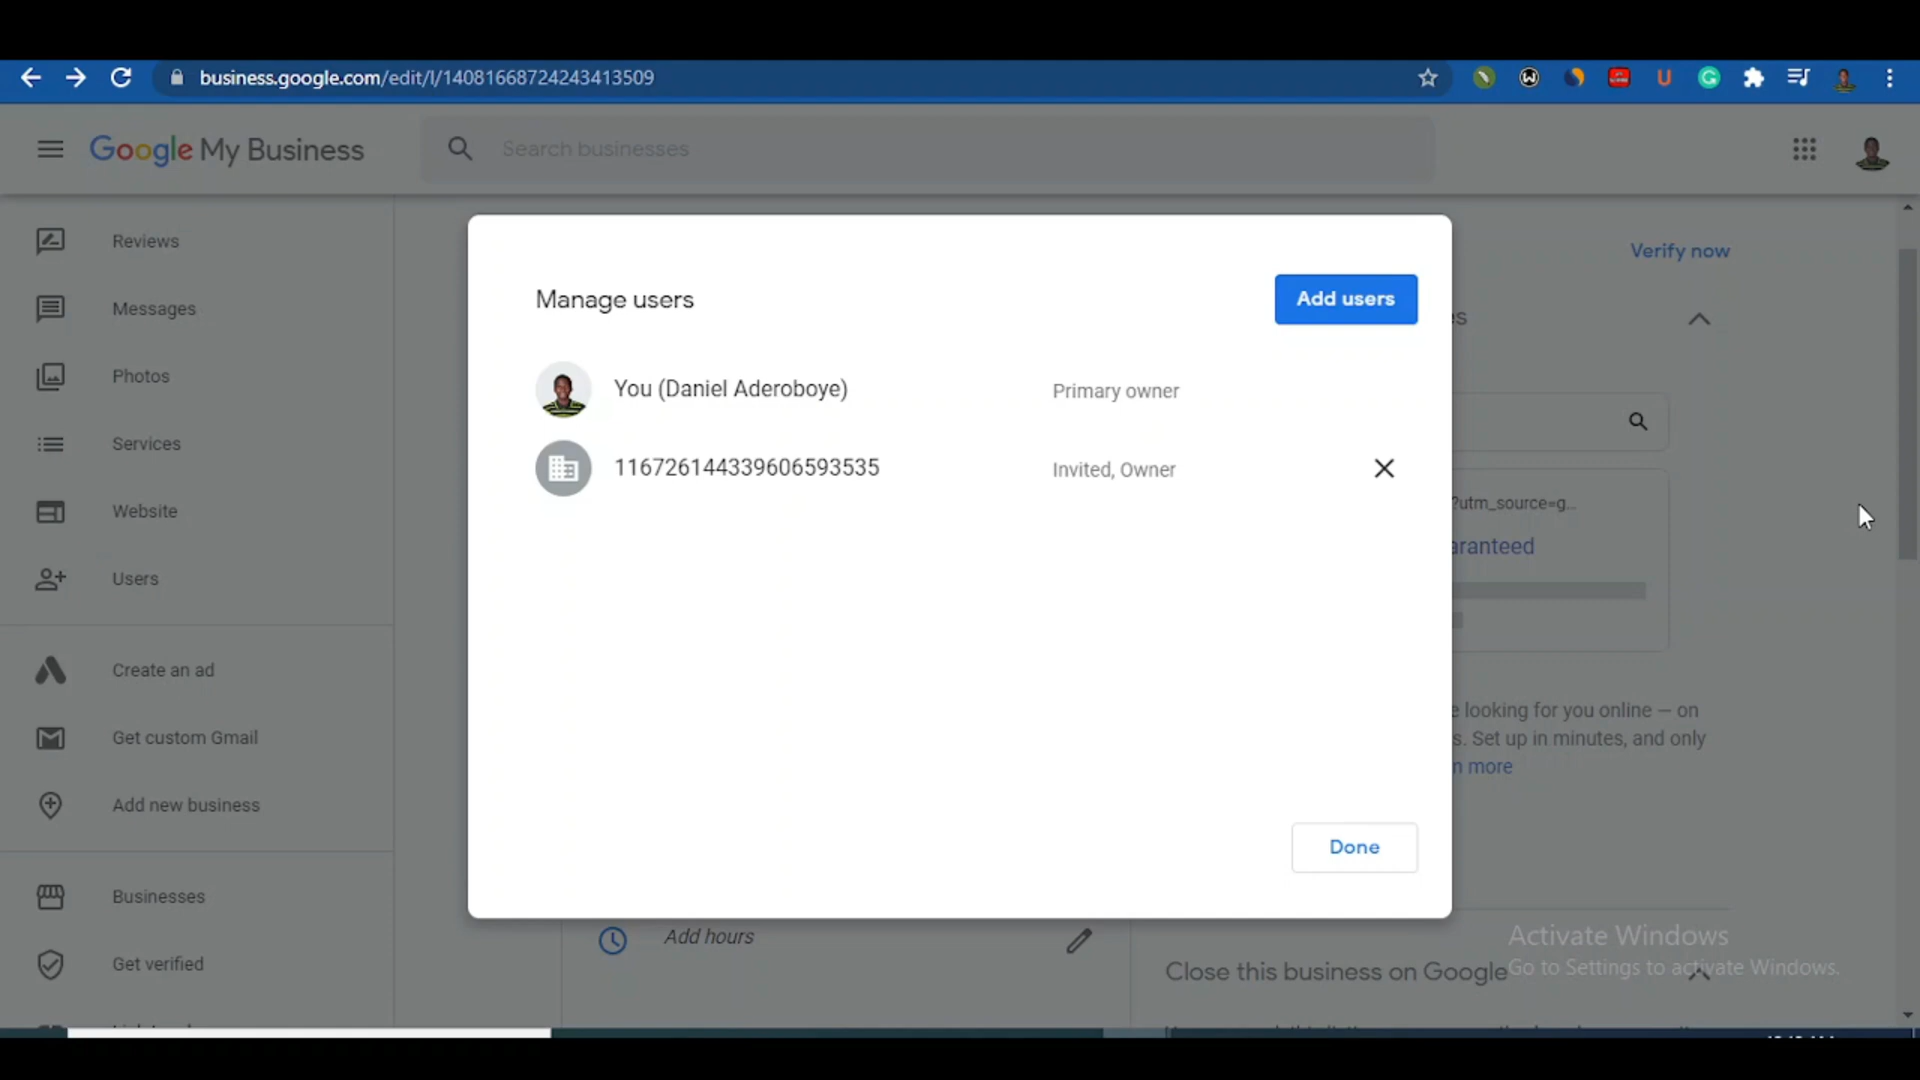 business.google.com/edit/l/14081668724243413509
Google My Business
Search businesses
Reviews
Messages
Photos
Services
Website
Users
Create an ad
Get custom Gmail
Add new business
Businesses
Get verified
Manage users
Add users
You (Daniel Aderoboye)
Primary owner
116726144339606593535
Invited, Owner
Done
Verify now
?utm_source=g...
looking for you online — on
Set up in minutes, and only
more
Add hours
Close this business on Google
Activate Windows
Go to Settings to activate Windows.